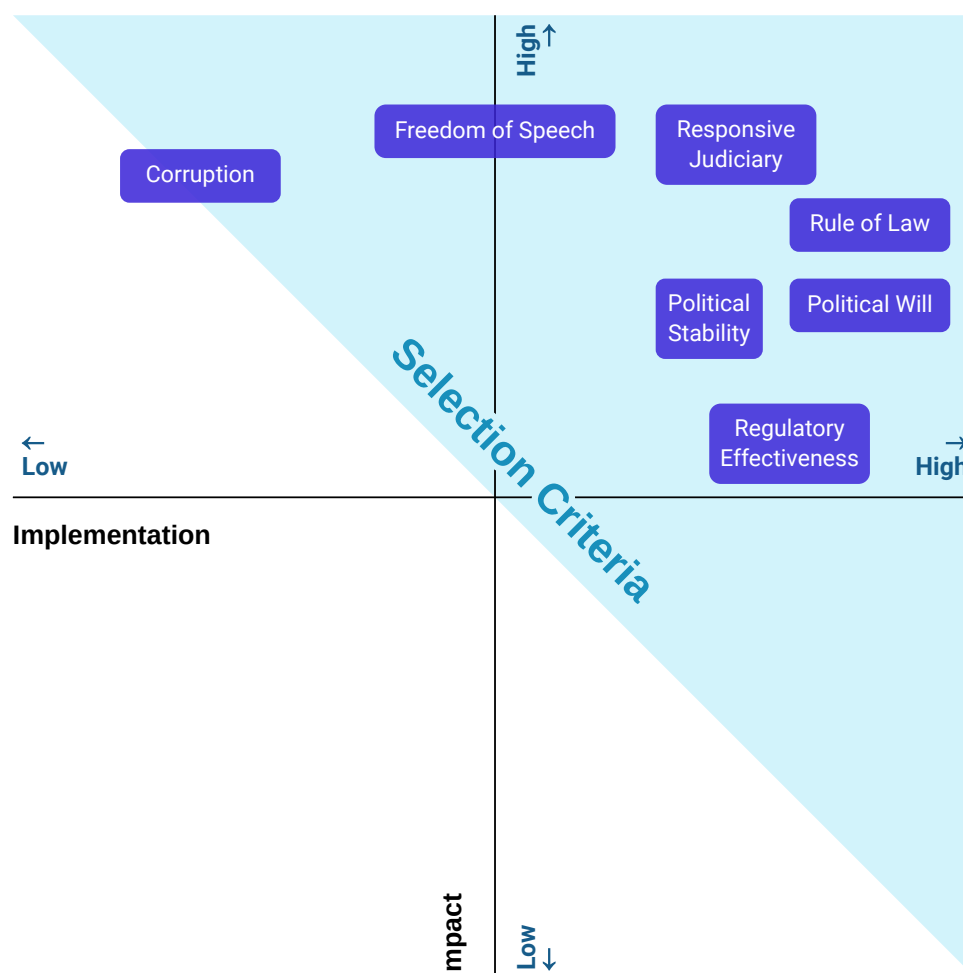 High
↑
Freedom of Speech
Responsive
Judiciary
Corruption
Rule of Law
Political
Stability
Political Will
Selection Criteria
Regulatory
Effectiveness
←
Low
→
High
Implementation
mpact
Low
↓